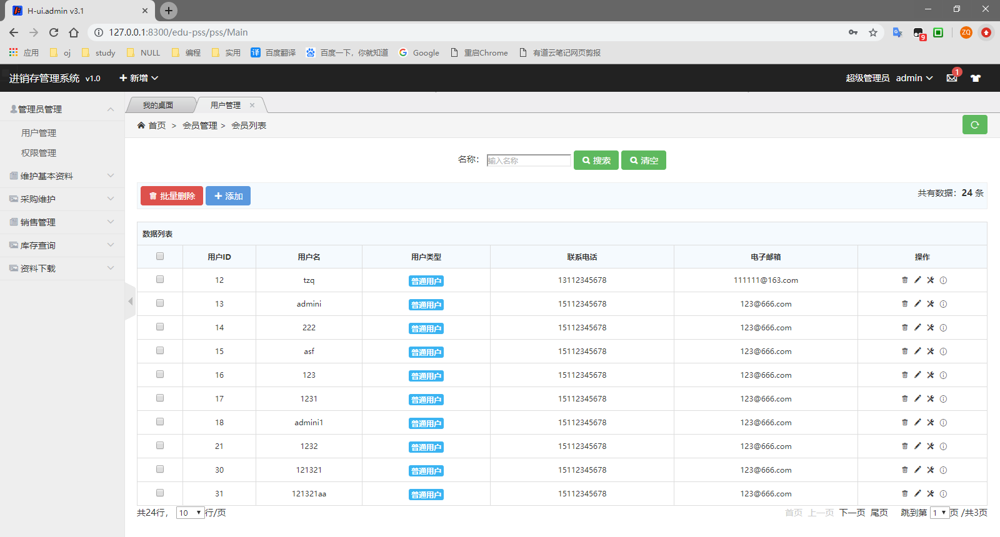 H-ui.admin v3.1
127.0.0.1:8300/edu-pss/pss/Main
9
ZQ
应用 oj study NULL 编程 实用 译 百度翻译 百度一下，你就知道 Google 重启Chrome 有道云笔记网页剪报
进销存管理系统 v1.0 新增 超级管理员 admin 1
管理员管理
用户管理
权限管理
维护基本资料
采购维护
销售管理
库存查询
资料下载
我的桌面 用户管理
首页 > 会员管理 > 会员列表
名称： 输入名称 搜索 清空
批量删除 添加 共有数据：24 条
数据列表
用户ID 用户名 用户类型 联系电话 电子邮箱 操作
12 tzq 普通用户 13112345678 111111@163.com
13 admini 普通用户 15112345678 123@666.com
14 222 普通用户 15112345678 123@666.com
15 asf 普通用户 15112345678 123@666.com
16 123 普通用户 15112345678 123@666.com
17 1231 普通用户 15112345678 123@666.com
18 admini1 普通用户 15112345678 123@666.com
21 1232 普通用户 15112345678 123@666.com
30 121321 普通用户 15112345678 123@666.com
31 121321aa 普通用户 15112345678 123@666.com
共24行， 10 行/页 首页 上一页 下一页 尾页 跳到第 1 页 /共3页